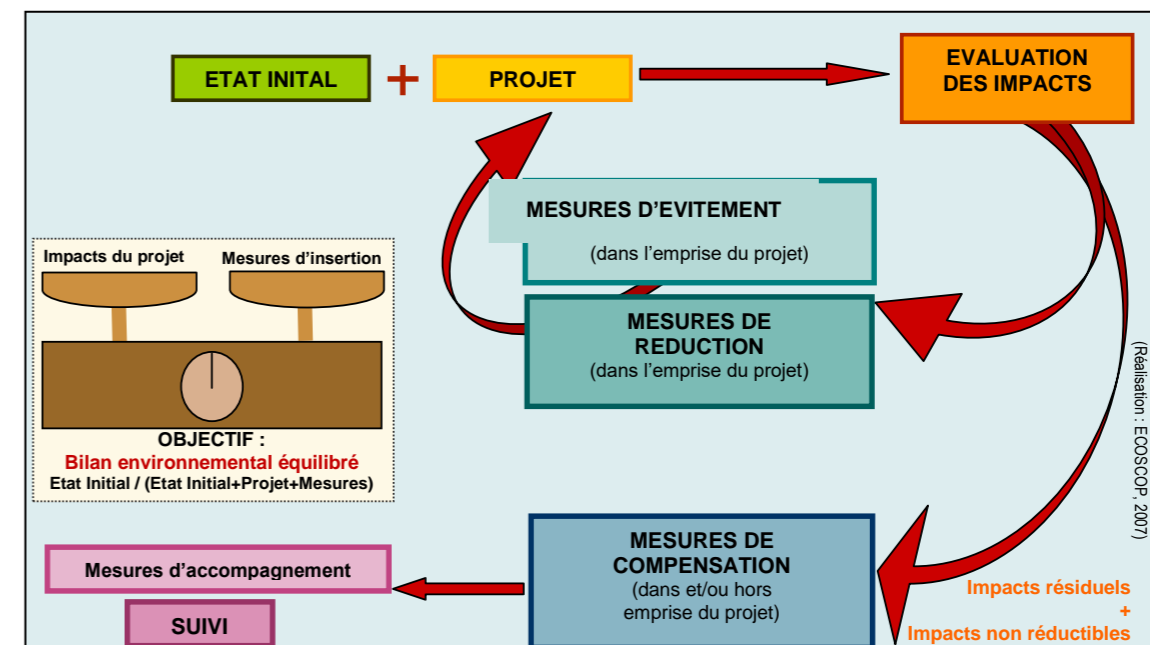 ETAT INITAL
+
PROJET
EVALUATION
DES IMPACTS
MESURES D’EVITEMENT
(dans l’emprise du projet)
MESURES DE
REDUCTION
(dans l’emprise du projet)
Impacts du projet
Mesures d’insertion
OBJECTIF :
Bilan environnemental équilibré
Etat Initial / (Etat Initial+Projet+Mesures)
(Réalisation : ECOSCOP, 2007)
MESURES DE
COMPENSATION
(dans et/ou hors
emprise du projet)
Mesures d’accompagnement
SUIVI
Impacts résiduels
+
Impacts non réductibles